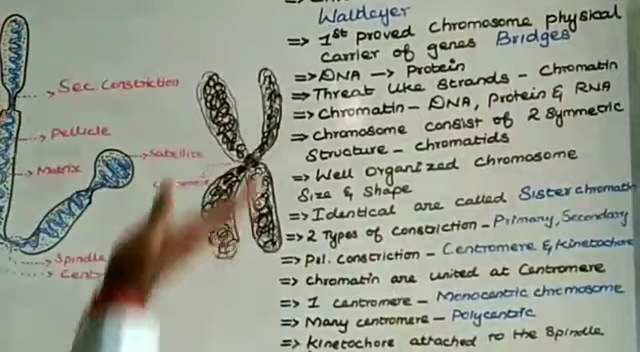 Sec Constriction
Pellicle
Satellite
Matrix
Spindle
Waldeyer
=> 1st proved chromosome physical
carrier of genes Bridges
=> DNA → Protein
=> Threat like strands - Chromatin
=> Chromatin - DNA, Protein & RNA
=> Chromosome consist of 2 Symmetric
Structure - Chromatids
=> Well Organized chromosome
Size & Shape
=> Identical are called Sister chromati
=> 2 Types of constriction - Primary, Secondary
=> Pri. Constriction - Centromere & Kinetochore
=> chromatin are united at Centromere
=> 1 centromere - Monocentric chromosome
=> Many centromere - Polycentric
=> kinetochore attached to the Spindle